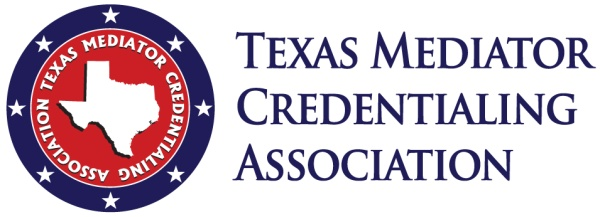 TEXAS MEDIATOR CREDENTIALING ASSOCIATION
TEXAS MEDIATOR
CREDENTIALING
ASSOCIATION